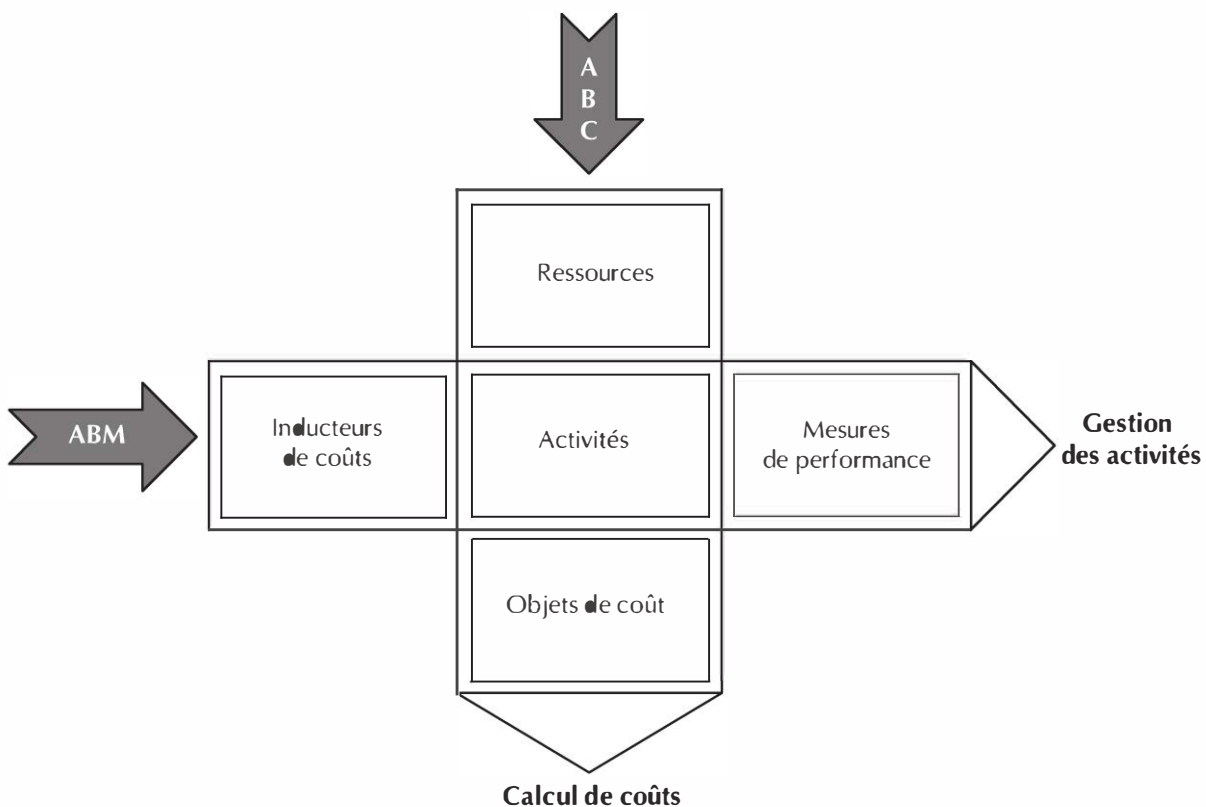 A
B
C
Ressources
ABM
Inducteurs
de coûts
Activités
Mesures
de performance
Gestion
des activités
Objets de coût
Calcul de coûts